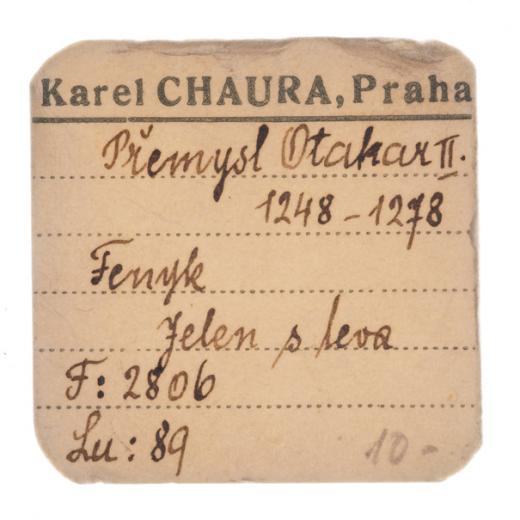 Karel CHAURA, Praha
Přemysl Otakar II.
1248-1278
Fenyk
Jelen s leva
F: 2806
Lu: 89
10-